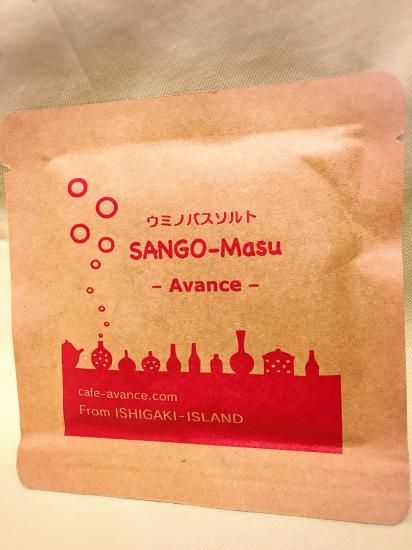 ウミノバスソルト
SANGO-Masu
- Avance -
cafe-avance.com
From ISHIGAKI-ISLAND